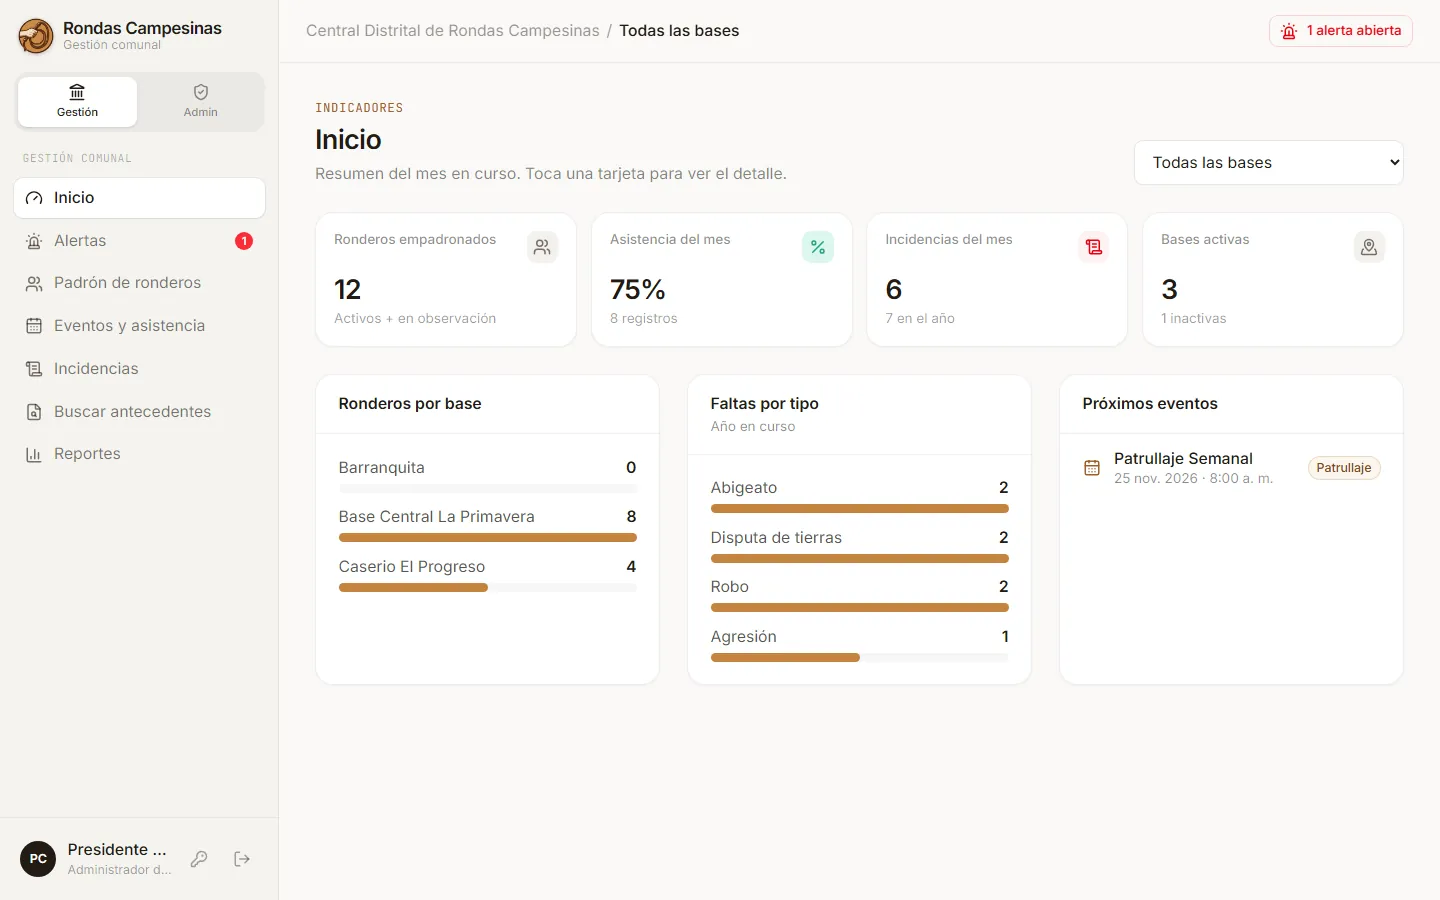 Rondas Campesinas
Gestión comunal
Gestión
Admin
GESTIÓN COMUNAL
Inicio
Alertas
1
Padrón de ronderos
Eventos y asistencia
Incidencias
Buscar antecedentes
Reportes
PC
Presidente ...
Administrador d...
Central Distrital de Rondas Campesinas / Todas las bases
1 alerta abierta
INDICADORES
Inicio
Resumen del mes en curso. Toca una tarjeta para ver el detalle.
Todas las bases
Ronderos empadronados
12
Activos + en observación
Asistencia del mes
75%
8 registros
Incidencias del mes
6
7 en el año
Bases activas
3
1 inactivas
Ronderos por base
Barranquita 0
Base Central La Primavera 8
Caserio El Progreso 4
Faltas por tipo
Año en curso
Abigeato 2
Disputa de tierras 2
Robo 2
Agresión 1
Próximos eventos
Patrullaje Semanal
25 nov. 2026 · 8:00 a. m.
Patrullaje